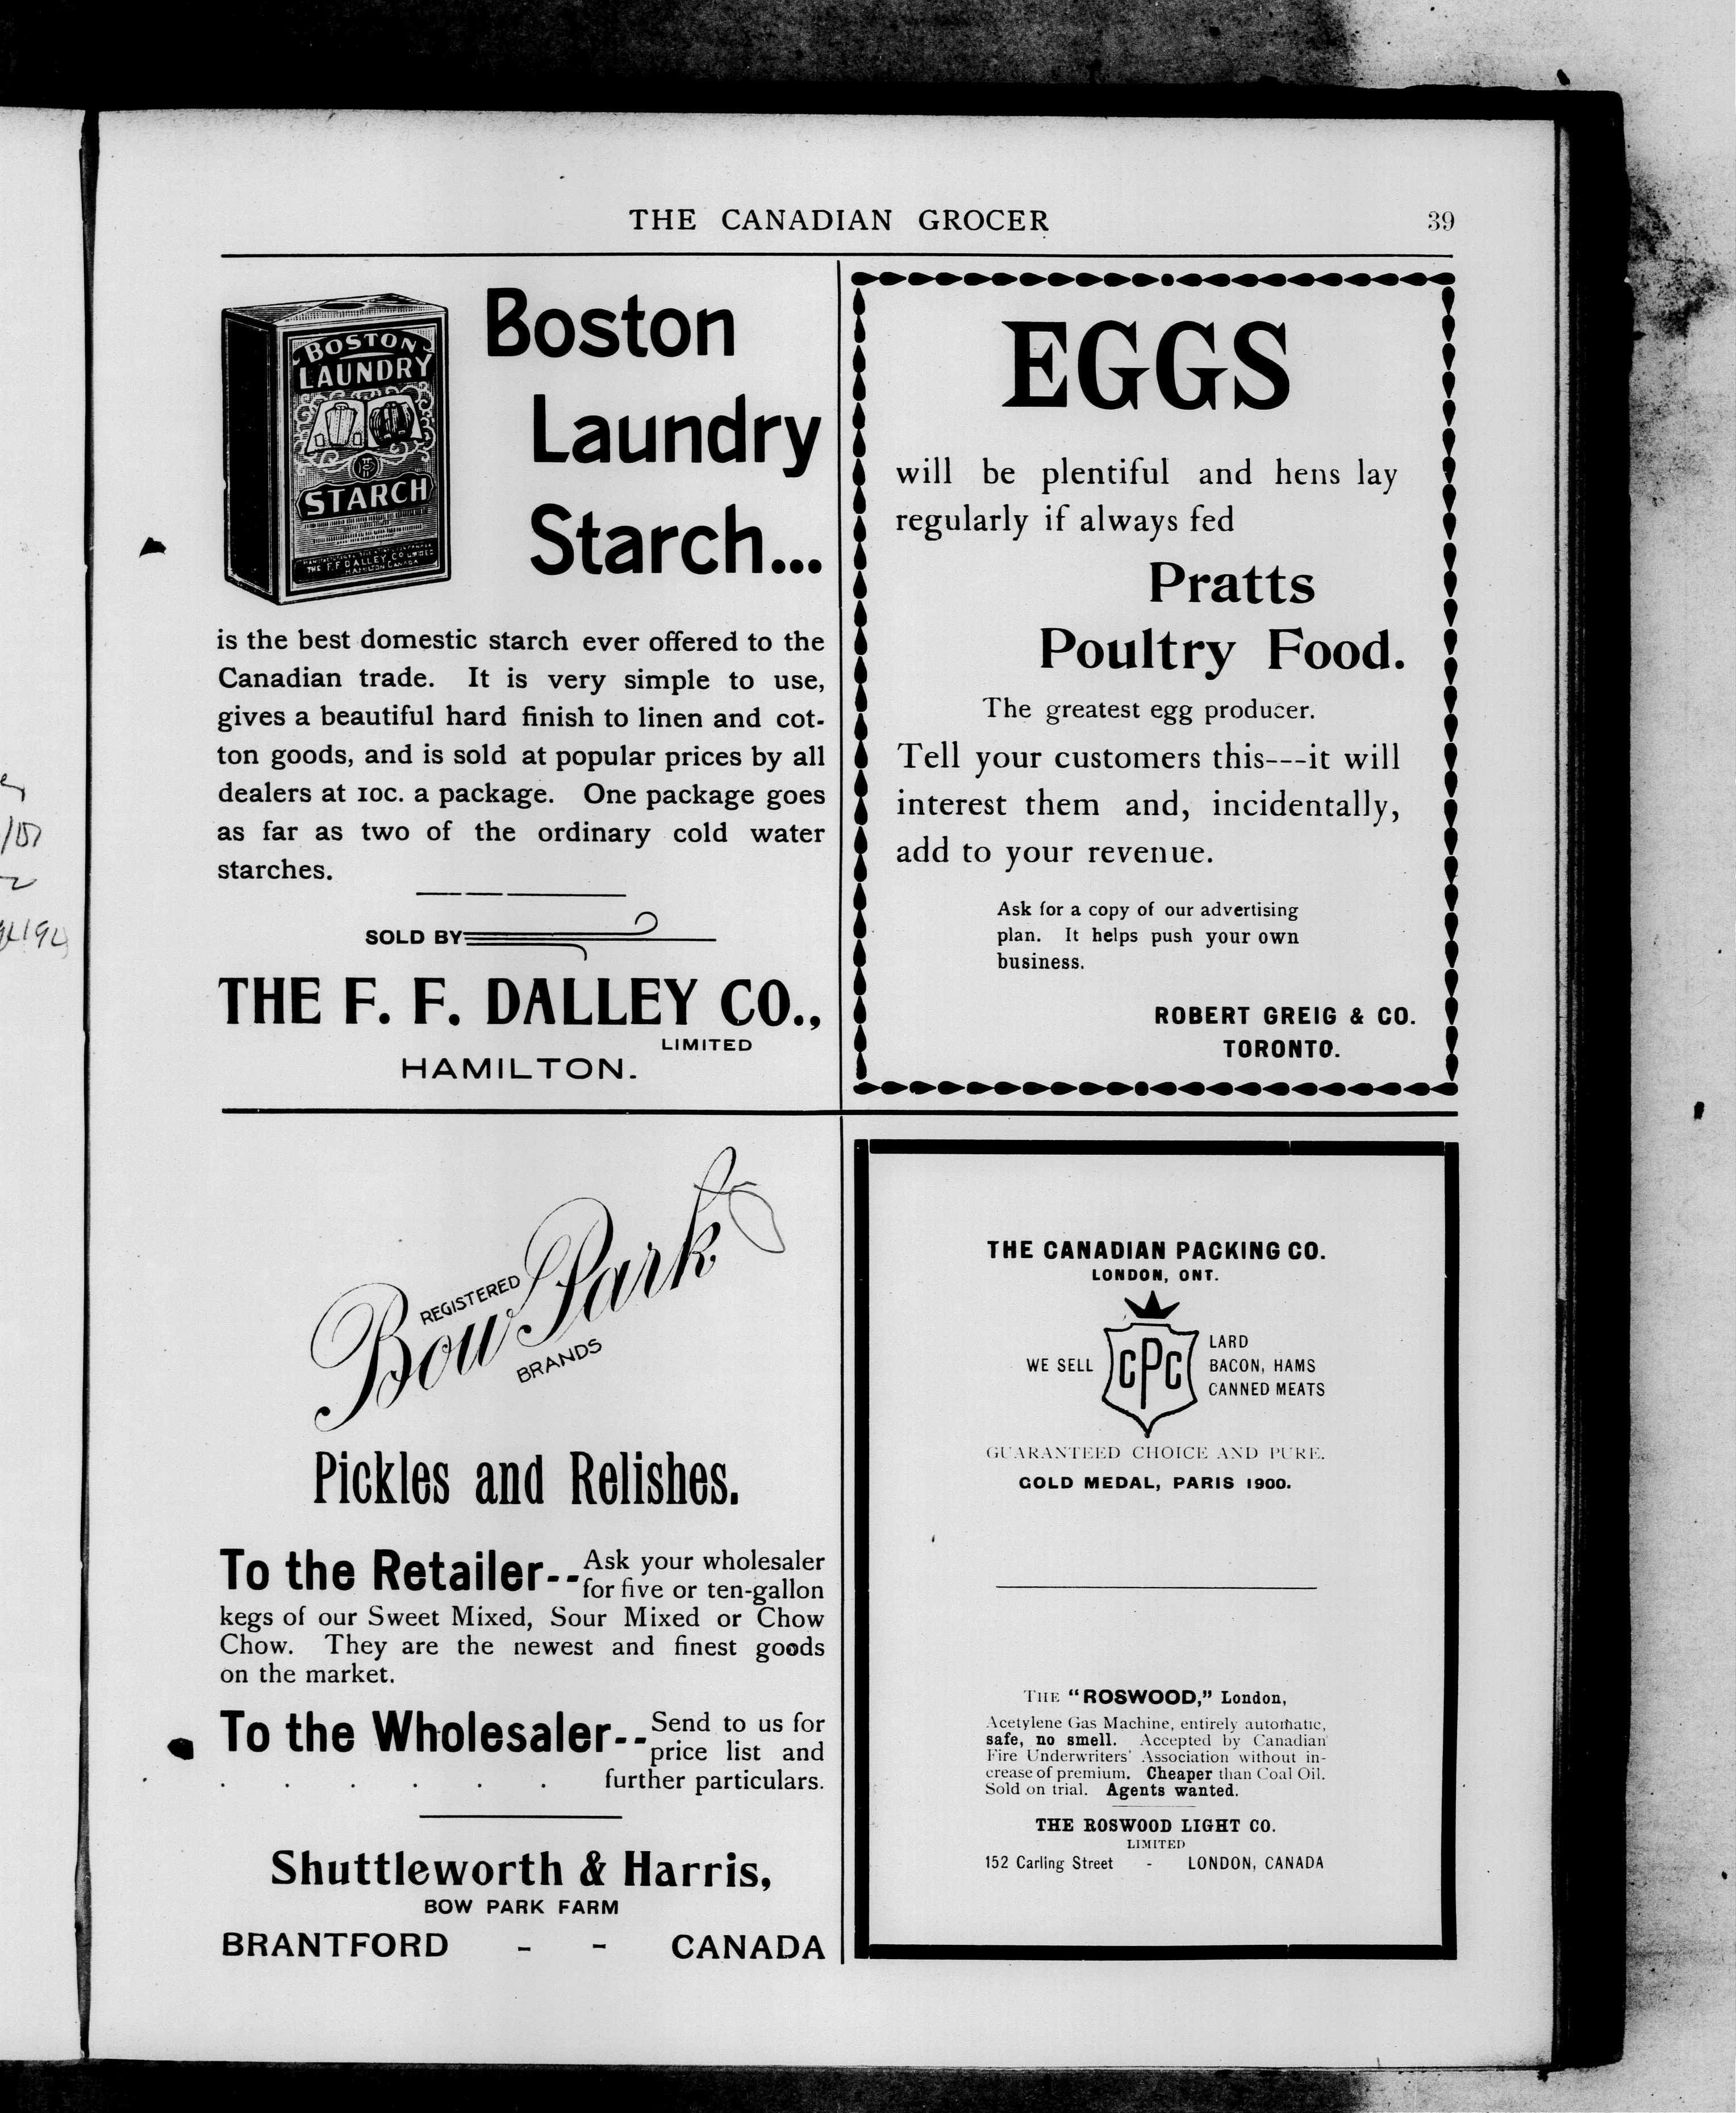 THE CANADIAN GROCER 39
BOSTON
LAUNDRY
STARCH
THE F.F. DALLEY CO. LIMITED
HAMILTON CANADA
Boston
Laundry
Starch...
is the best domestic starch ever offered to the
Canadian trade. It is very simple to use,
gives a beautiful hard finish to linen and cot-
ton goods, and is sold at popular prices by all
dealers at 10c. a package. One package goes
as far as two of the ordinary cold water
starches.
SOLD BY
THE F. F. DALLEY CO.,
LIMITED
HAMILTON.
EGGS
will be plentiful and hens lay
regularly if always fed
Pratts
Poultry Food.
The greatest egg producer.
Tell your customers this---it will
interest them and, incidentally,
add to your revenue.
Ask for a copy of our advertising
plan. It helps push your own
business.
ROBERT GREIG & CO.
TORONTO.
REGISTERED
Bow Park
BRANDS
Pickles and Relishes.
To the Retailer--Ask your wholesaler
for five or ten-gallon
kegs of our Sweet Mixed, Sour Mixed or Chow
Chow. They are the newest and finest goods
on the market.
To the Wholesaler--Send to us for
price list and
. . . . . . further particulars.
Shuttleworth & Harris,
BOW PARK FARM
BRANTFORD - - CANADA
THE CANADIAN PACKING CO.
LONDON, ONT.
WE SELL
CPC
LARD
BACON, HAMS
CANNED MEATS
GUARANTEED CHOICE AND PURE.
GOLD MEDAL, PARIS 1900.
THE "ROSWOOD," London,
Acetylene Gas Machine, entirely automatic,
safe, no smell. Accepted by Canadian
Fire Underwriters' Association without in-
crease of premium. Cheaper than Coal Oil.
Sold on trial. Agents wanted.
THE ROSWOOD LIGHT CO.
LIMITED
152 Carling Street - LONDON, CANADA